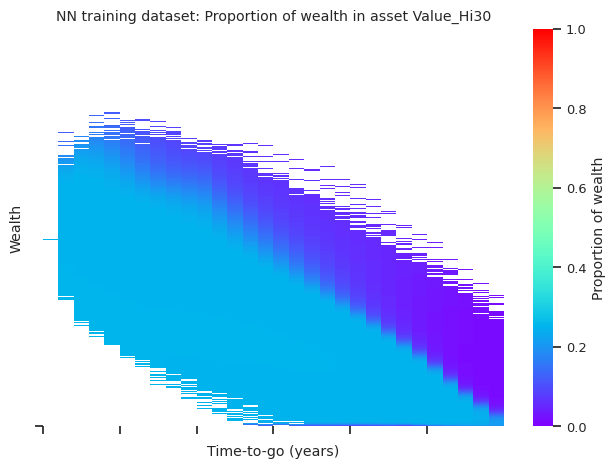 NN training dataset: Proportion of wealth in asset Value_Hi30
Wealth
Time-to-go (years)
1.0
0.8
0.6
0.4
0.2
0.0
Proportion of wealth